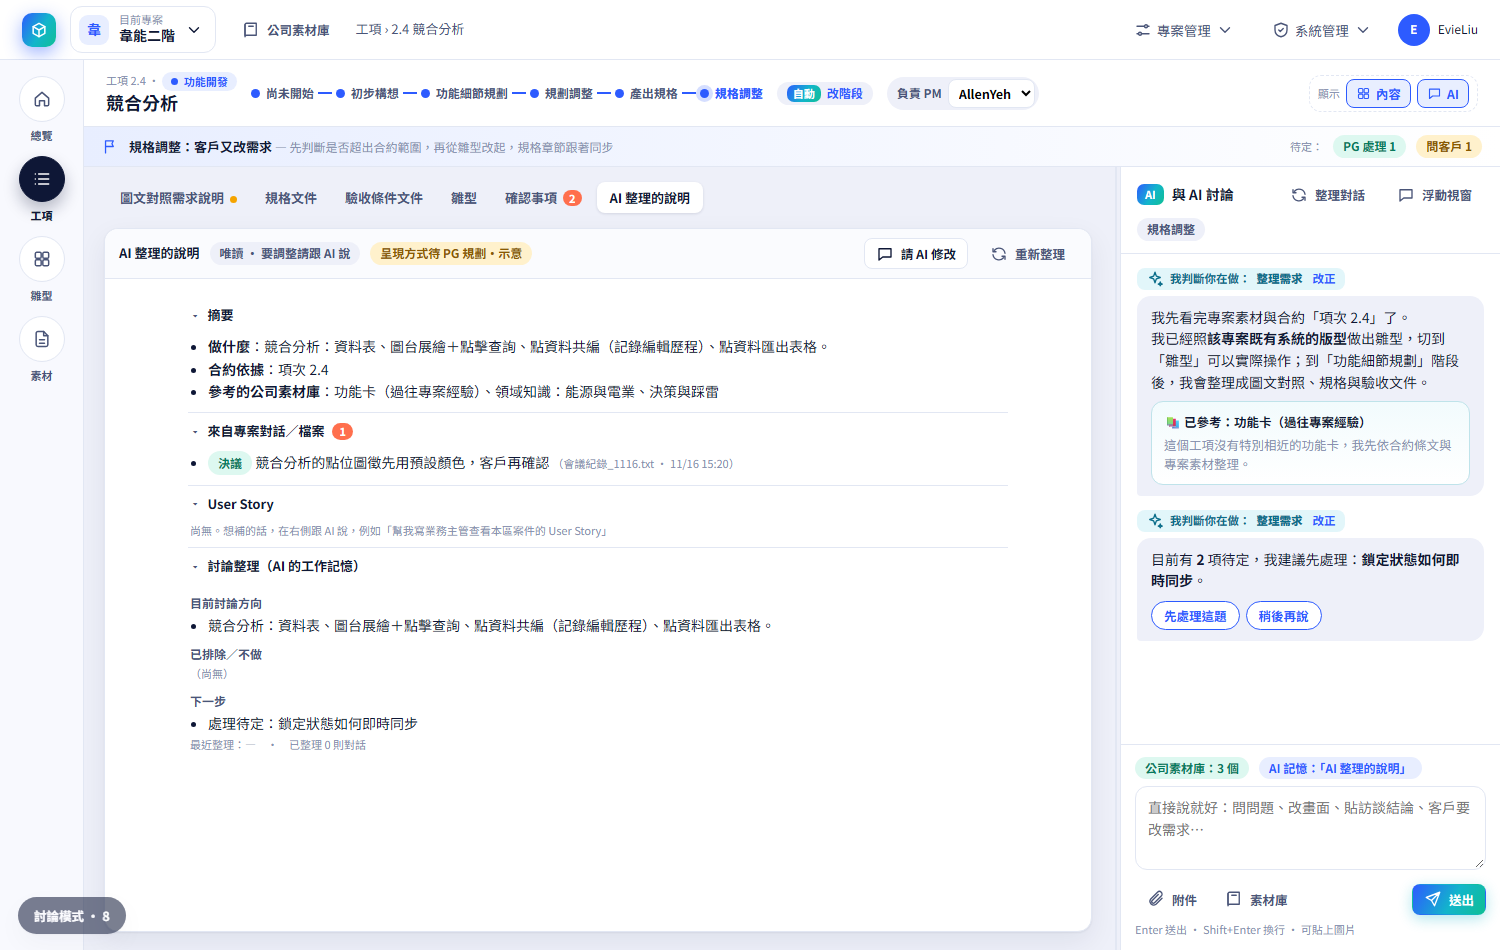 韋
目前專案
韋能二階
公司素材庫
工項 › 2.4 競合分析
專案管理
系統管理
E
EvieLiu
總覽
工項
雛型
素材
工項 2.4 ・ 功能開發
競合分析
尚未開始
初步構想
功能細節規劃
規劃調整
產出規格
規格調整
自動 改階段
負責 PM AllenYeh
顯示 內容 AI
規格調整：客戶又改需求 — 先判斷是否超出合約範圍，再從雛型改起，規格章節跟著同步
待定： PG 處理 1 問客戶 1
圖文對照需求說明
規格文件
驗收條件文件
雛型
確認事項 2
AI 整理的說明
AI 整理的說明 唯讀 ・ 要調整請跟 AI 說 呈現方式待 PG 規劃・示意
請 AI 修改
重新整理
摘要
做什麼：競合分析：資料表、圖台展繪＋點擊查詢、點資料共編（記錄編輯歷程）、點資料匯出表格。
合約依據：項次 2.4
參考的公司素材庫：功能卡（過往專案經驗）、領域知識：能源與電業、決策與踩雷
來自專案對話／檔案 1
決議 競合分析的點位圖徵先用預設顏色，客戶再確認 （會議紀錄_1116.txt ・ 11/16 15:20）
User Story
尚無。想補的話，在右側跟 AI 說，例如「幫我寫業務主管查看本區案件的 User Story」
討論整理（AI 的工作記憶）
目前討論方向
競合分析：資料表、圖台展繪＋點擊查詢、點資料共編（記錄編輯歷程）、點資料匯出表格。
已排除／不做
（尚無）
下一步
處理待定：鎖定狀態如何即時同步
最近整理：— ・ 已整理 0 則對話
討論模式 ・ 8
AI 與 AI 討論
整理對話
浮動視窗
規格調整
我判斷你在做： 整理需求 改正
我先看完專案素材與合約「項次 2.4」了。
我已經照該專案既有系統的版型做出雛型，切到
「雛型」可以實際操作；到「功能細節規劃」階段
後，我會整理成圖文對照、規格與驗收文件。
已參考：功能卡（過往專案經驗）
這個工項沒有特別相近的功能卡，我先依合約條文與
專案素材整理。
我判斷你在做： 整理需求 改正
目前有 2 項待定，我建議先處理：鎖定狀態如何即
時同步。
先處理這題
稍後再說
公司素材庫：3 個
AI 記憶：「AI 整理的說明」
直接說就好：問問題、改畫面、貼訪談結論、客戶要
改需求⋯
附件
素材庫
送出
Enter 送出 ・ Shift+Enter 換行 ・ 可貼上圖片